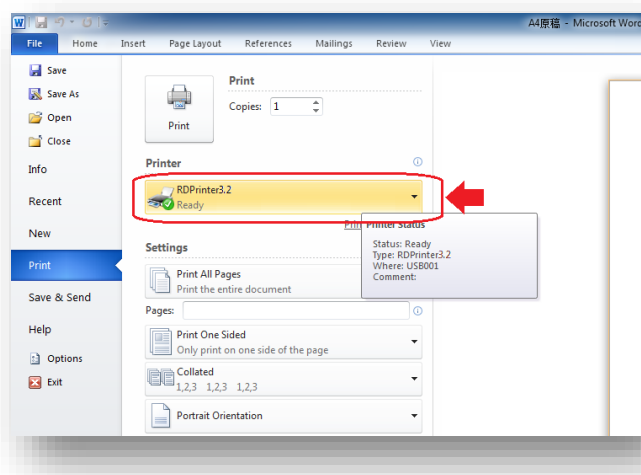 A4原稿 - Microsoft Word
File Home Insert Page Layout References Mailings Review View
Save
Save As
Open
Close
Info
Recent
New
Print
Save & Send
Help
Options
Exit
Print
Print
Copies: 1
Printer
RDPrinter3.2
Ready
Printer Status
Status: Ready
Type: RDPrinter3.2
Where: USB001
Comment:
Settings
Print All Pages
Print the entire document
Pages:
Print One Sided
Only print on one side of the page
Collated
1,2,3 1,2,3 1,2,3
Portrait Orientation